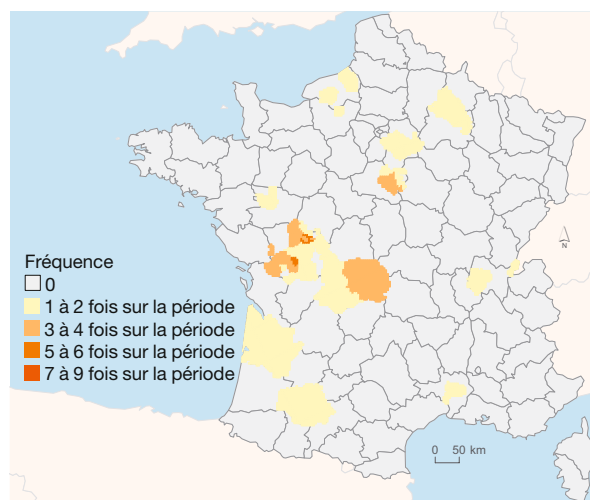 N
Fréquence
0
1 à 2 fois sur la période
3 à 4 fois sur la période
5 à 6 fois sur la période
7 à 9 fois sur la période
0 50 km